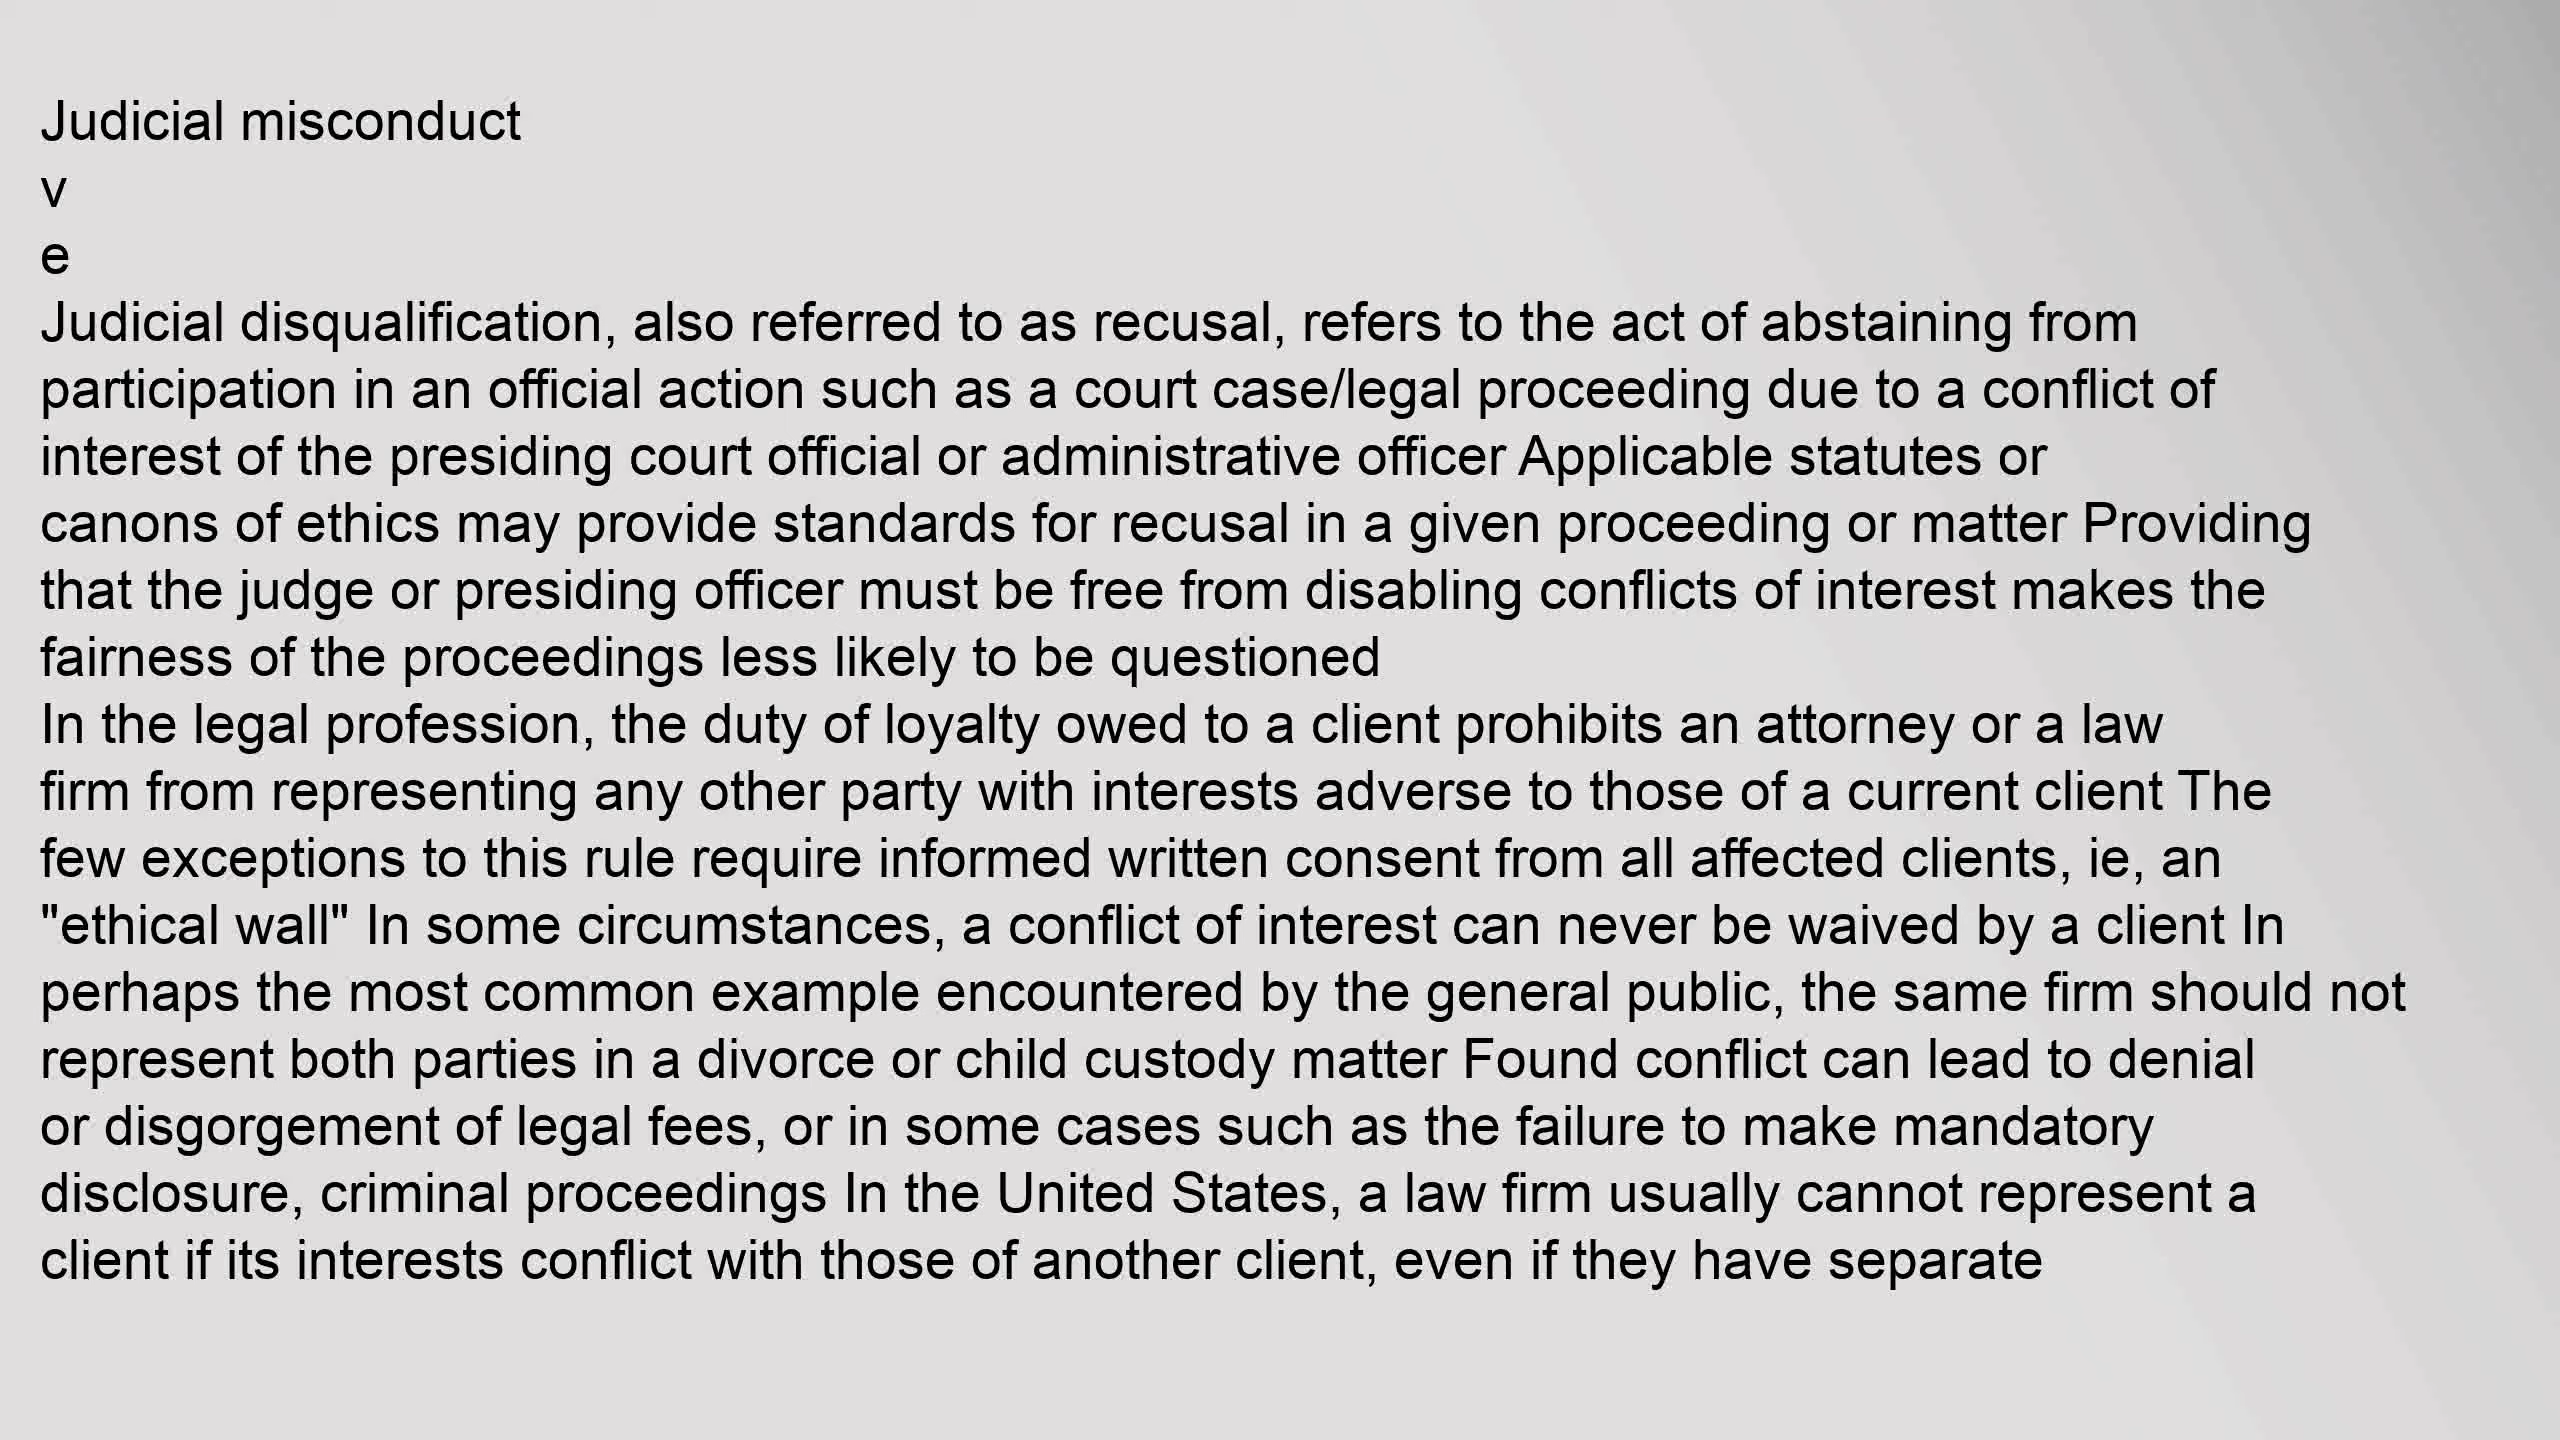 Judicial misconduct
v
e
Judicial disqualification, also referred to as recusal, refers to the act of abstaining from
participation in an official action such as a court case/legal proceeding due to a conflict of
interest of the presiding court official or administrative officer Applicable statutes or
canons of ethics may provide standards for recusal in a given proceeding or matter Providing
that the judge or presiding officer must be free from disabling conflicts of interest makes the
fairness of the proceedings less likely to be questioned
In the legal profession, the duty of loyalty owed to a client prohibits an attorney or a law
firm from representing any other party with interests adverse to those of a current client The
few exceptions to this rule require informed written consent from all affected clients, ie, an
"ethical wall" In some circumstances, a conflict of interest can never be waived by a client In
perhaps the most common example encountered by the general public, the same firm should not
represent both parties in a divorce or child custody matter Found conflict can lead to denial
or disgorgement of legal fees, or in some cases such as the failure to make mandatory
disclosure, criminal proceedings In the United States, a law firm usually cannot represent a
client if its interests conflict with those of another client, even if they have separate